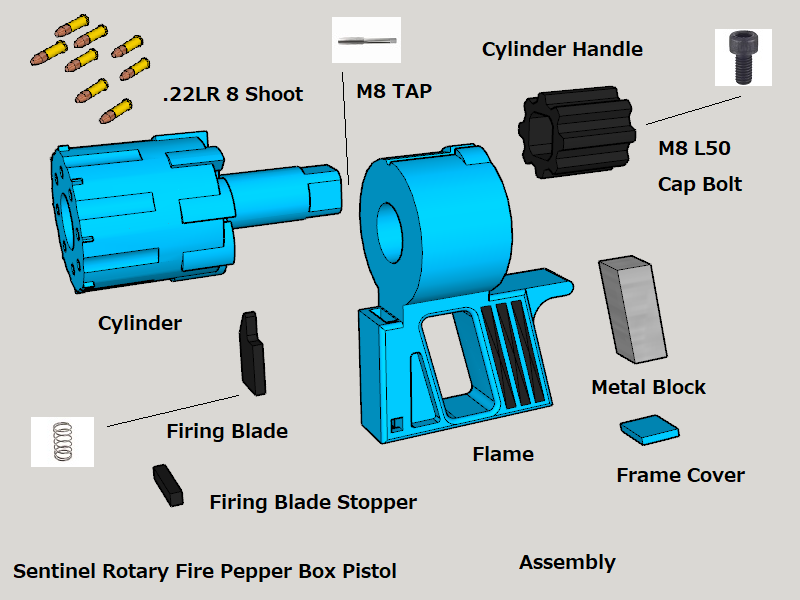 .22LR 8 Shoot
M8 TAP
Cylinder Handle
M8 L50
Cap Bolt
Cylinder
Metal Block
Firing Blade
Flame
Frame Cover
Firing Blade Stopper
Sentinel Rotary Fire Pepper Box Pistol
Assembly